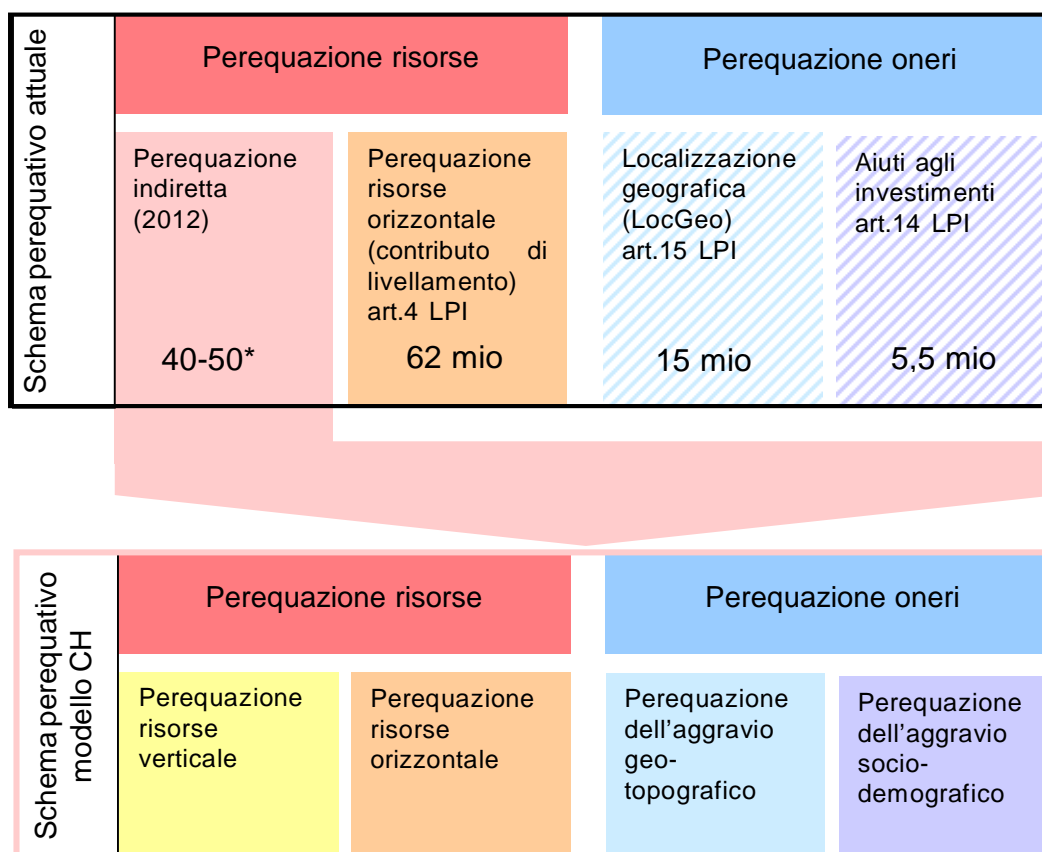 Schema perequativo attuale
Perequazione risorse
Perequazione oneri
Perequazione
indiretta
(2012)
40-50*
Perequazione
risorse
orizzontale
(contributo di
livellamento)
art.4 LPI
62 mio
Localizzazione
geografica
(LocGeo)
art.15 LPI
15 mio
Aiuti agli
investimenti
art.14 LPI
5,5 mio
Schema perequativo
modello CH
Perequazione risorse
Perequazione oneri
Perequazione
risorse
verticale
Perequazione
risorse
orizzontale
Perequazione
dell'aggravio
geo-
topografico
Perequazione
dell'aggravio
socio-
demografico